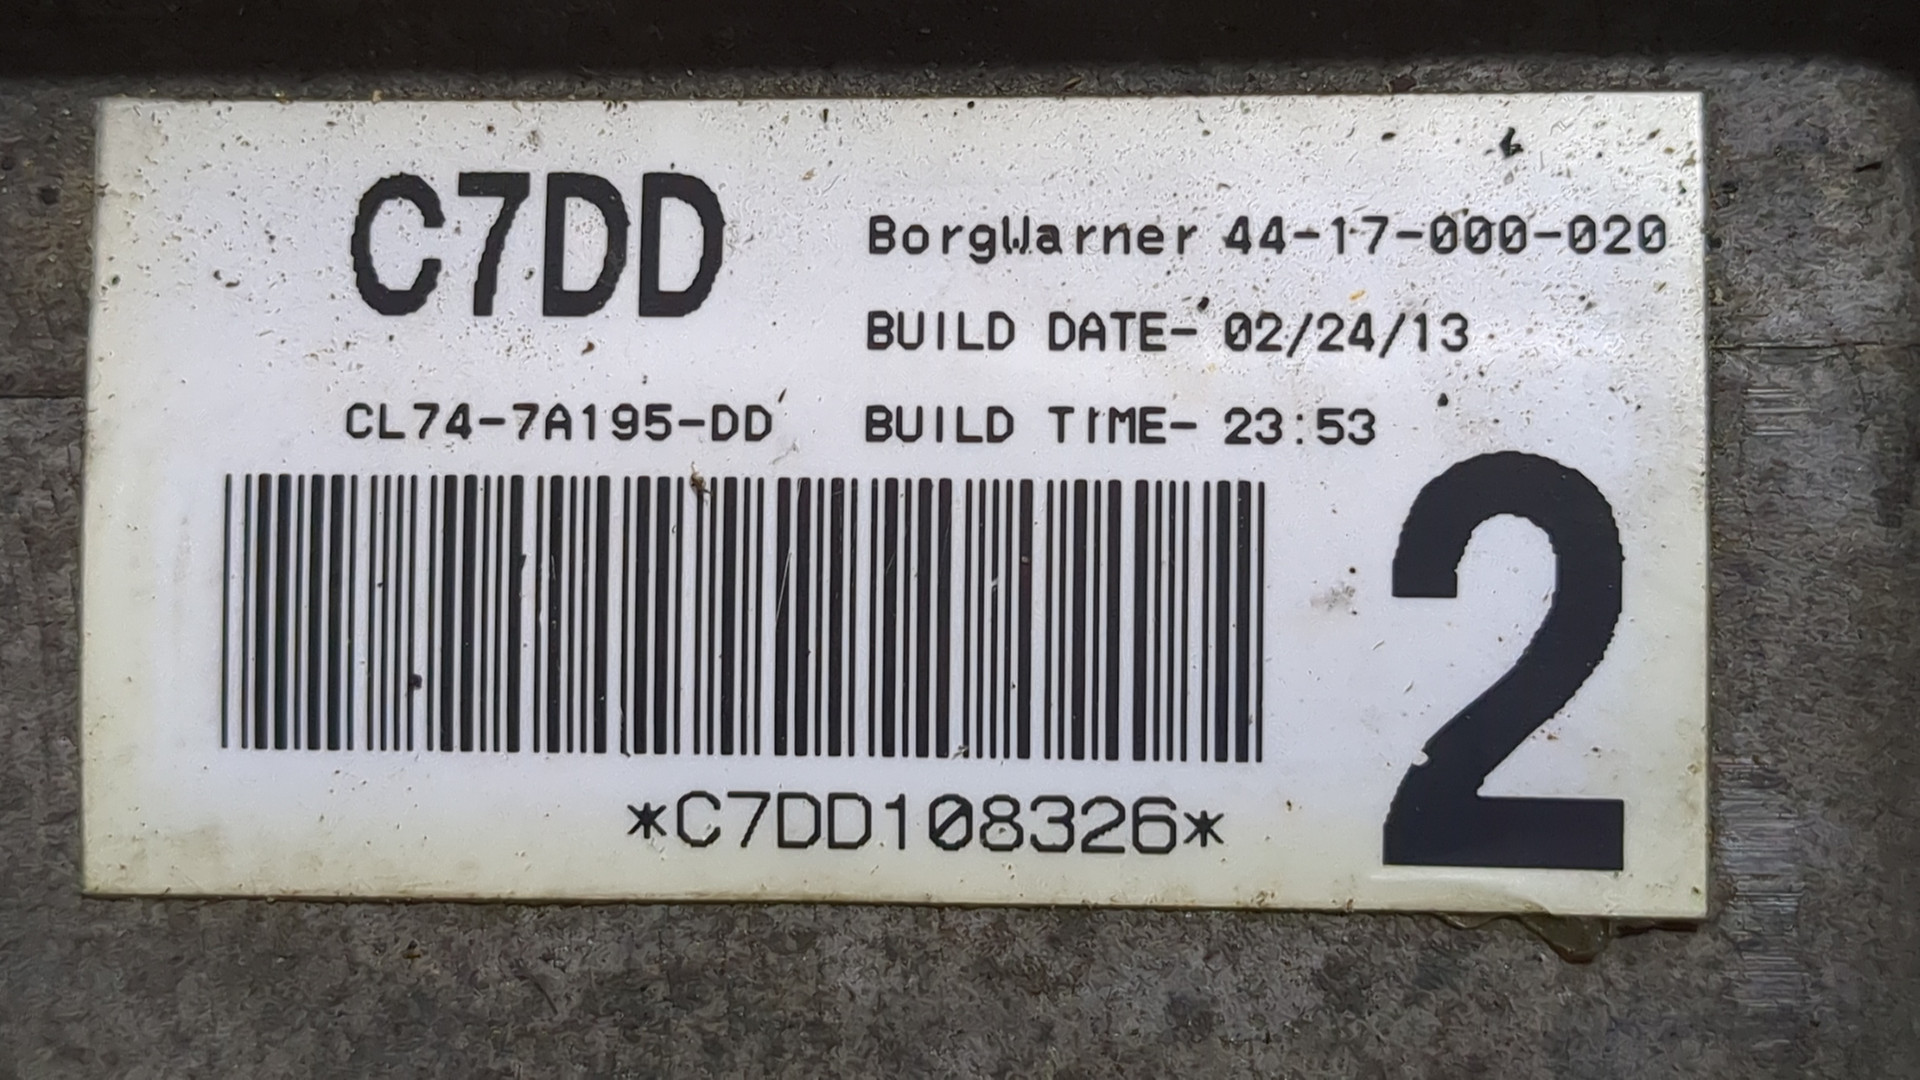 C7DD
BorgWarner 44-17-000-020
BUILD DATE- 02/24/13
CL74-7A195-DD BUILD TIME- 23:53
2
*C7DD108326*